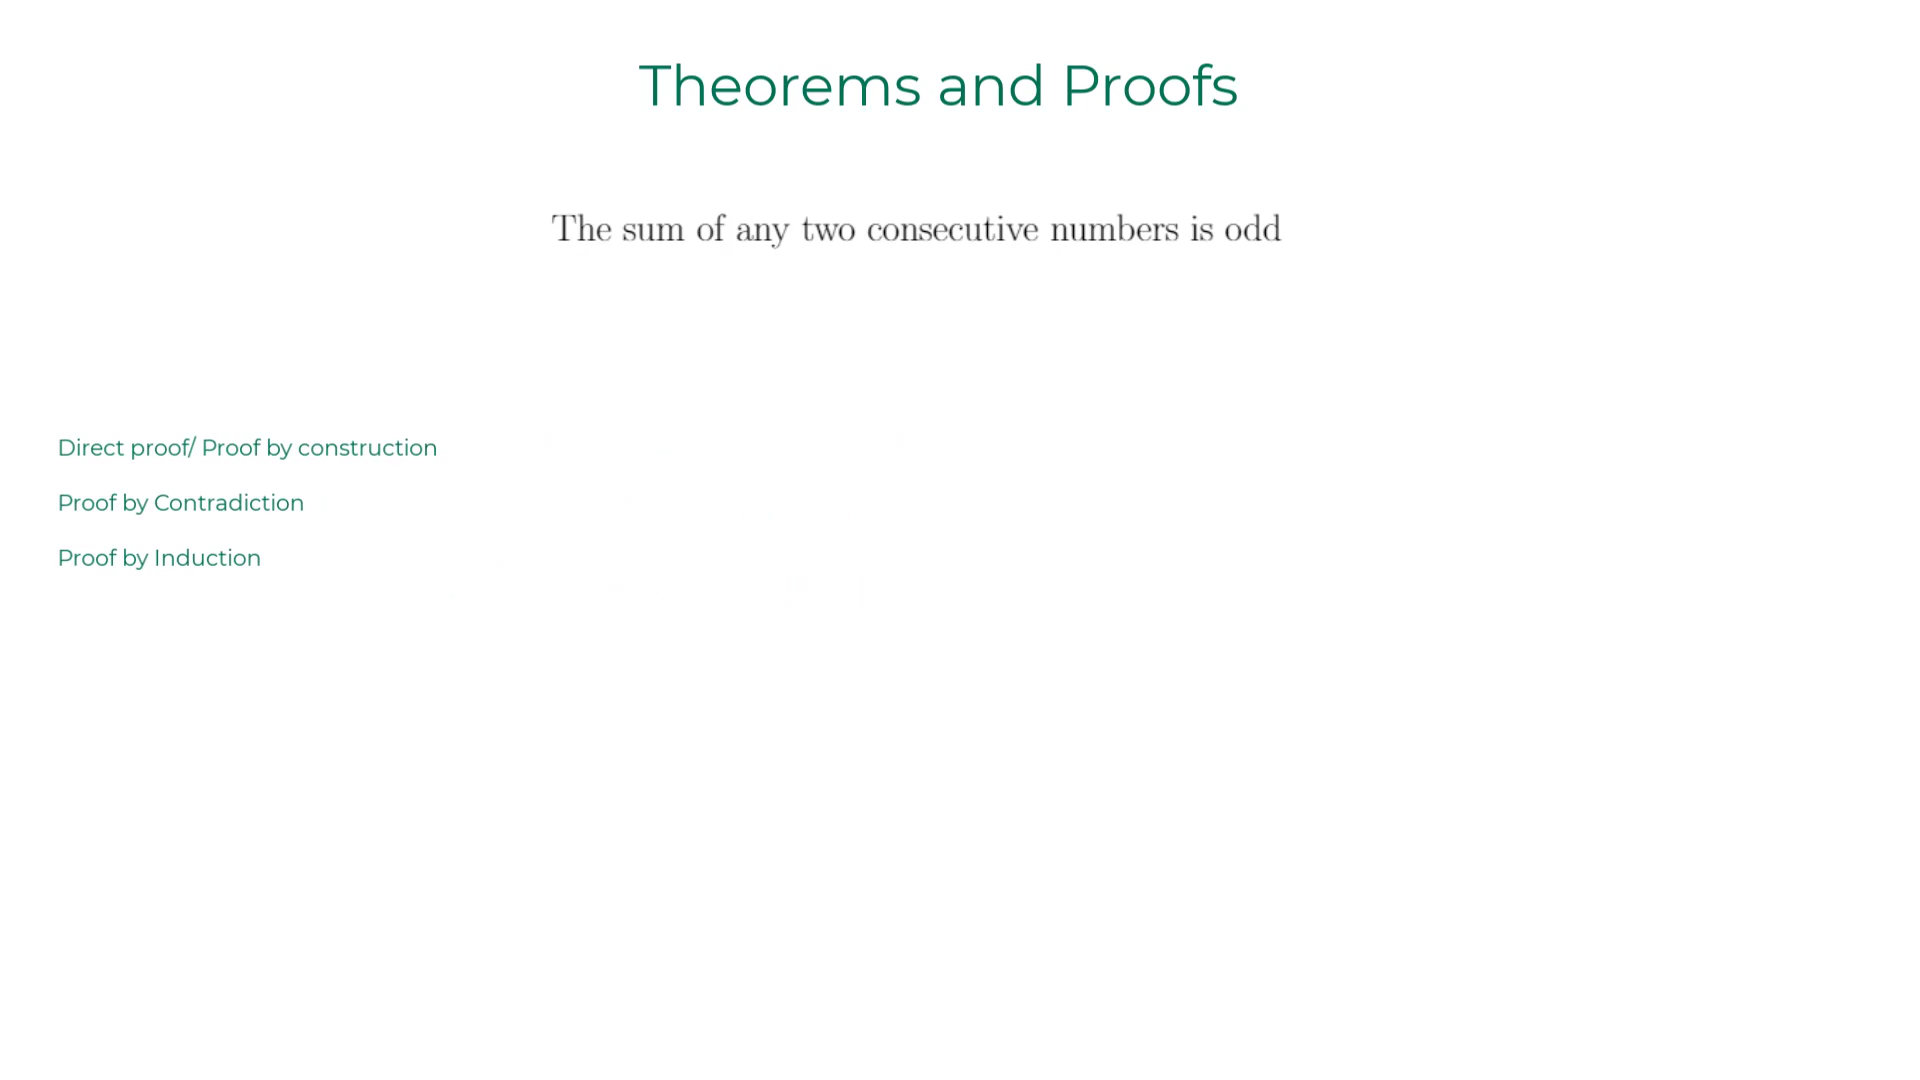 Theorems and Proofs
The sum of any two consecutive numbers is odd
Direct proof/ Proof by construction
Proof by Contradiction
Proof by Induction